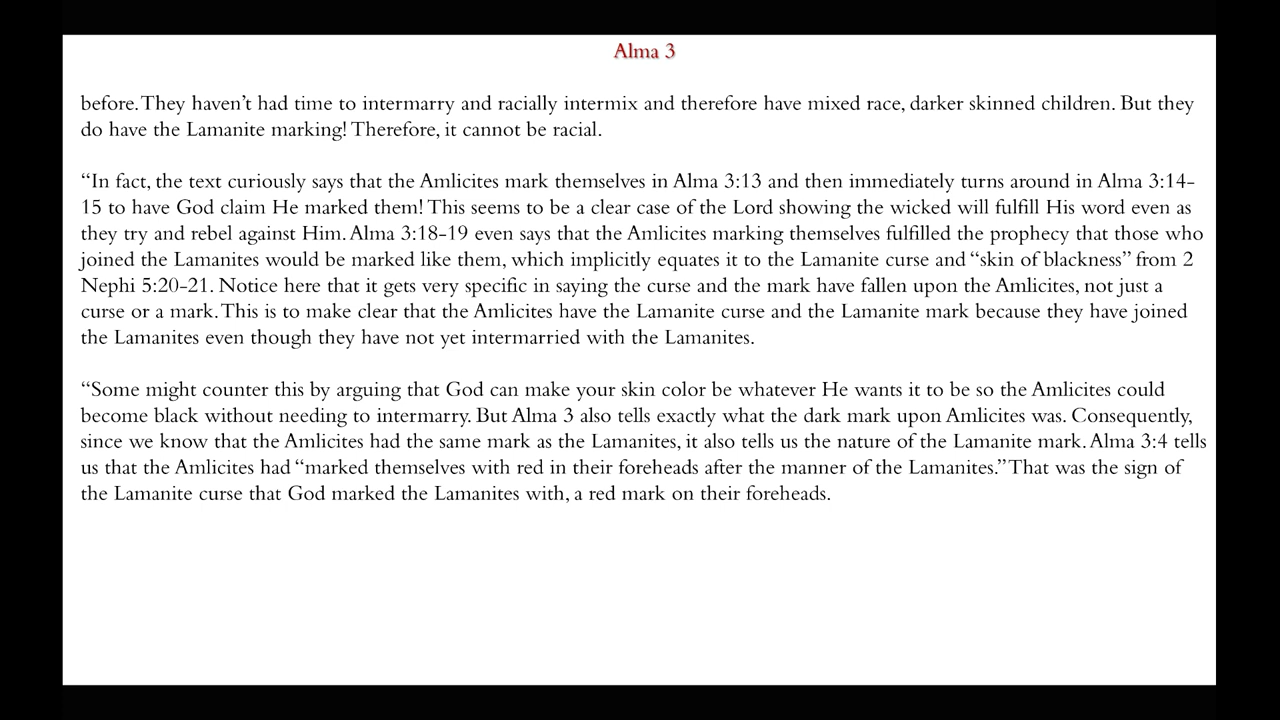 Alma 3
before. They haven’t had time to intermarry and racially intermix and therefore have mixed race, darker skinned children. But they
do have the Lamanite marking! Therefore, it cannot be racial.
“In fact, the text curiously says that the Amlicites mark themselves in Alma 3:13 and then immediately turns around in Alma 3:14-
15 to have God claim He marked them! This seems to be a clear case of the Lord showing the wicked will fulfill His word even as
they try and rebel against Him. Alma 3:18-19 even says that the Amlicites marking themselves fulfilled the prophecy that those who
joined the Lamanites would be marked like them, which implicitly equates it to the Lamanite curse and “skin of blackness” from 2
Nephi 5:20-21. Notice here that it gets very specific in saying the curse and the mark have fallen upon the Amlicites, not just a
curse or a mark. This is to make clear that the Amlicites have the Lamanite curse and the Lamanite mark because they have joined
the Lamanites even though they have not yet intermarried with the Lamanites.
“Some might counter this by arguing that God can make your skin color be whatever He wants it to be so the Amlicites could
become black without needing to intermarry. But Alma 3 also tells exactly what the dark mark upon Amlicites was. Consequently,
since we know that the Amlicites had the same mark as the Lamanites, it also tells us the nature of the Lamanite mark. Alma 3:4 tells
us that the Amlicites had “marked themselves with red in their foreheads after the manner of the Lamanites.” That was the sign of
the Lamanite curse that God marked the Lamanites with, a red mark on their foreheads.